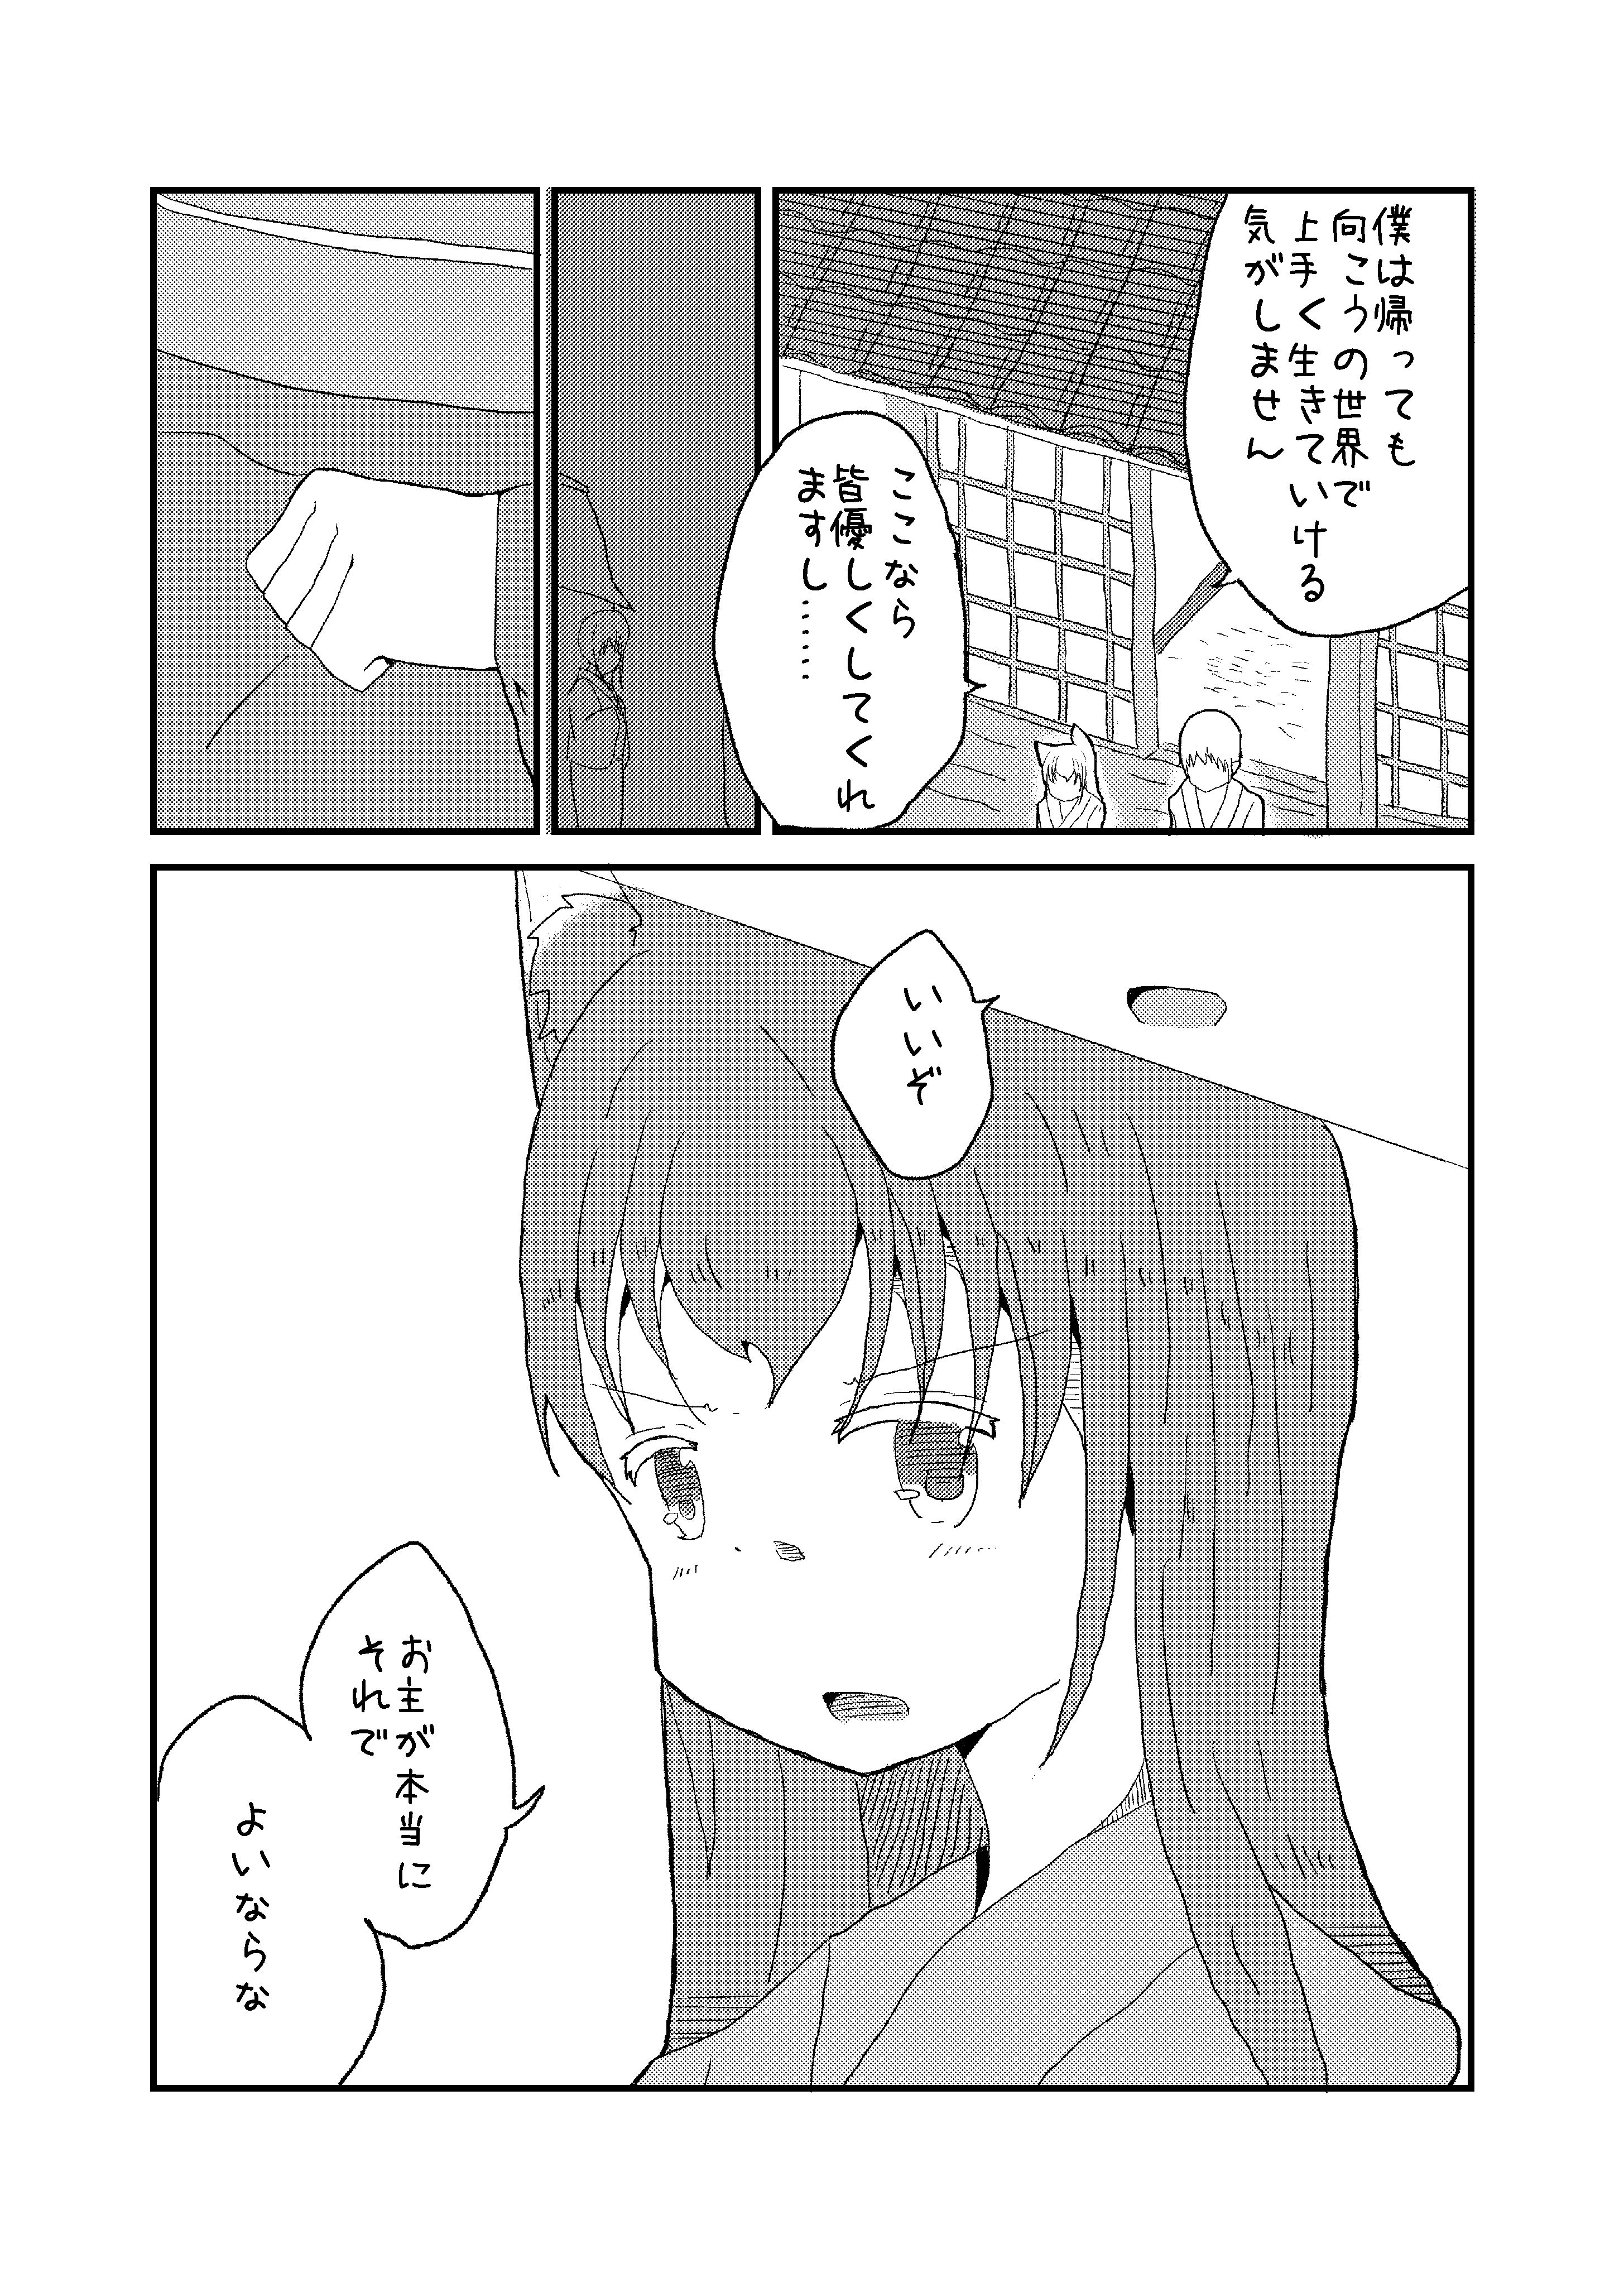 僕は帰っても
向こうの世界で
上手く生きていける
気がしません
ここなら
皆優しくしてくれ
ますし……
いいぞ
お主が本当に
それで
よいならな